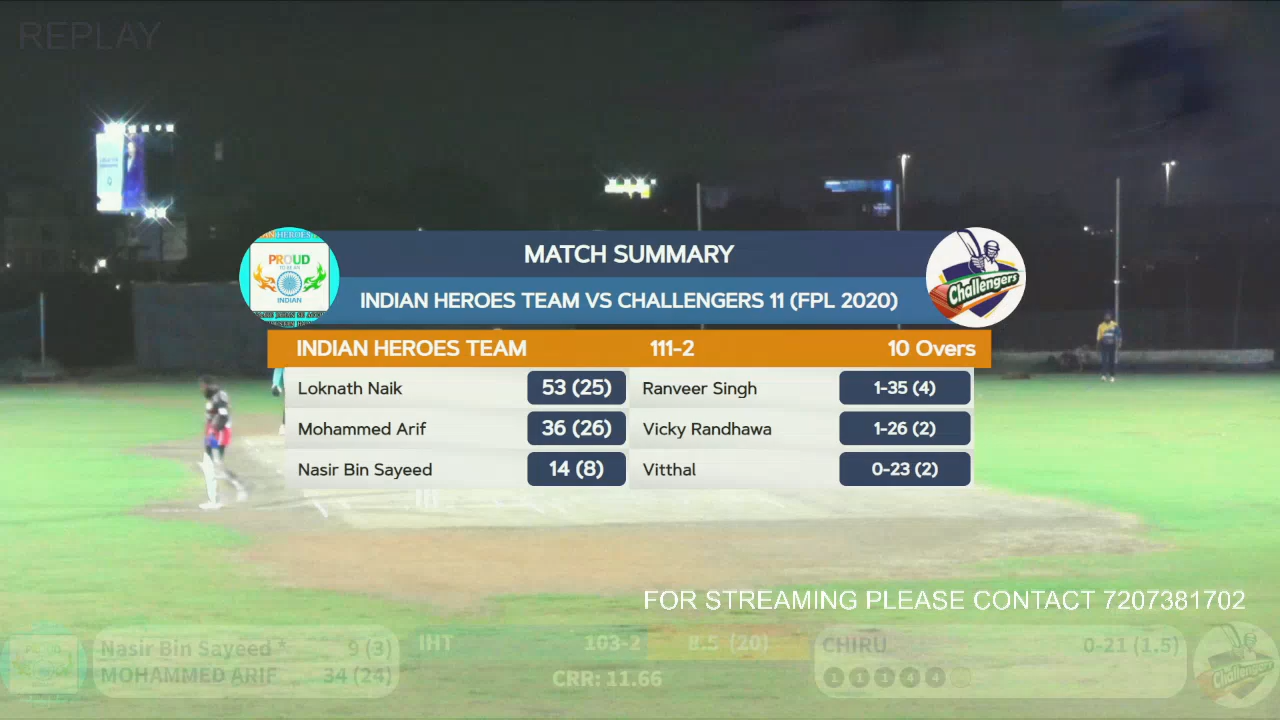 REPLAY
MATCH SUMMARY
INDIAN HEROES TEAM VS CHALLENGERS 11 (FPL 2020)
PROUD
INDIAN
Challengers
INDIAN HEROES TEAM 111-2 10 Overs
Loknath Naik 53 (25) Ranveer Singh 1-35 (4)
Mohammed Arif 36 (26) Vicky Randhawa 1-26 (2)
Nasir Bin Sayeed 14 (8) Vitthal 0-23 (2)
FOR STREAMING PLEASE CONTACT 7207381702
Nasir Bin Sayeed * 9 (3) IHT 103-2 8.5 (20) CHIRU 0-21 (1.5)
MOHAMMED ARIF 34 (24) CRR: 11.66 1 1 1 4 4
Challengers